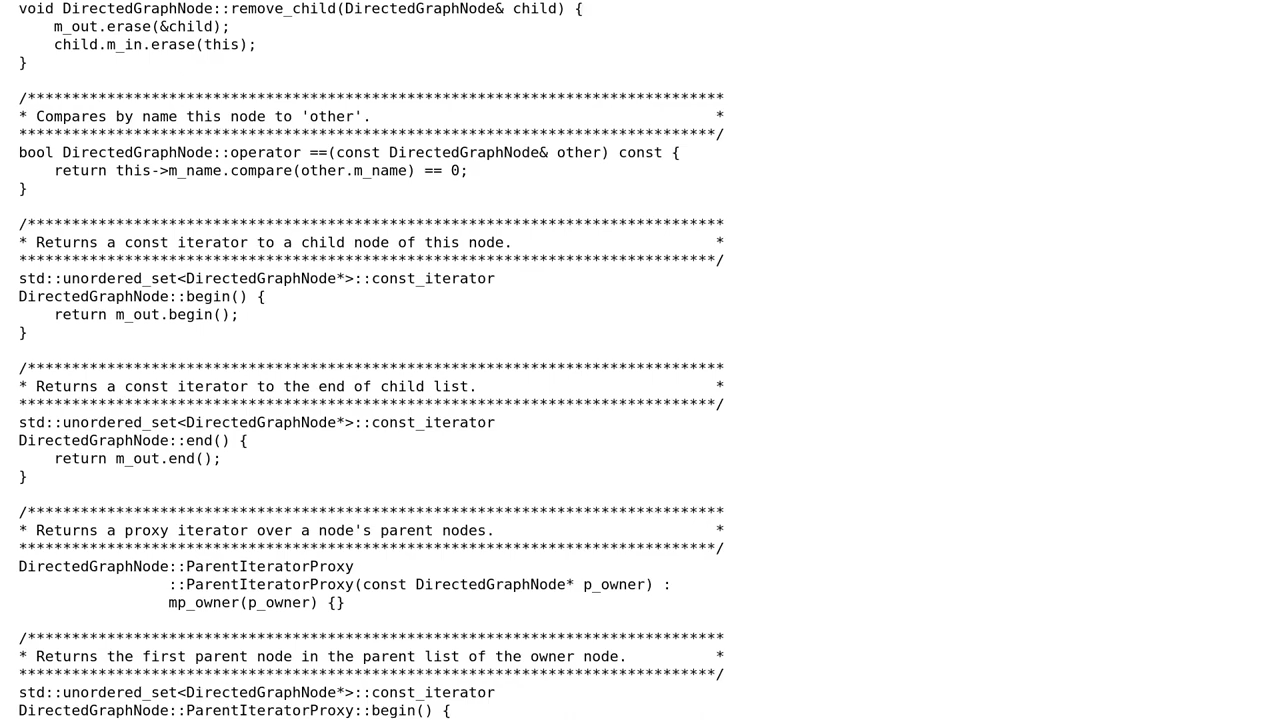 void DirectedGraphNode::remove_child(DirectedGraphNode& child) {
    m_out.erase(&child);
    child.m_in.erase(this);
}

/*******************************************************************************
* Compares by name this node to 'other'.                                       *
*******************************************************************************/
bool DirectedGraphNode::operator ==(const DirectedGraphNode& other) const {
    return this->m_name.compare(other.m_name) == 0;
}

/*******************************************************************************
* Returns a const iterator to a child node of this node.                       *
*******************************************************************************/
std::unordered_set<DirectedGraphNode*>::const_iterator
DirectedGraphNode::begin() {
    return m_out.begin();
}

/*******************************************************************************
* Returns a const iterator to the end of child list.                           *
*******************************************************************************/
std::unordered_set<DirectedGraphNode*>::const_iterator
DirectedGraphNode::end() {
    return m_out.end();
}

/*******************************************************************************
* Returns a proxy iterator over a node's parent nodes.                         *
*******************************************************************************/
DirectedGraphNode::ParentIteratorProxy
                 ::ParentIteratorProxy(const DirectedGraphNode* p_owner) :
                 mp_owner(p_owner) {}

/*******************************************************************************
* Returns the first parent node in the parent list of the owner node.          *
*******************************************************************************/
std::unordered_set<DirectedGraphNode*>::const_iterator
DirectedGraphNode::ParentIteratorProxy::begin() {